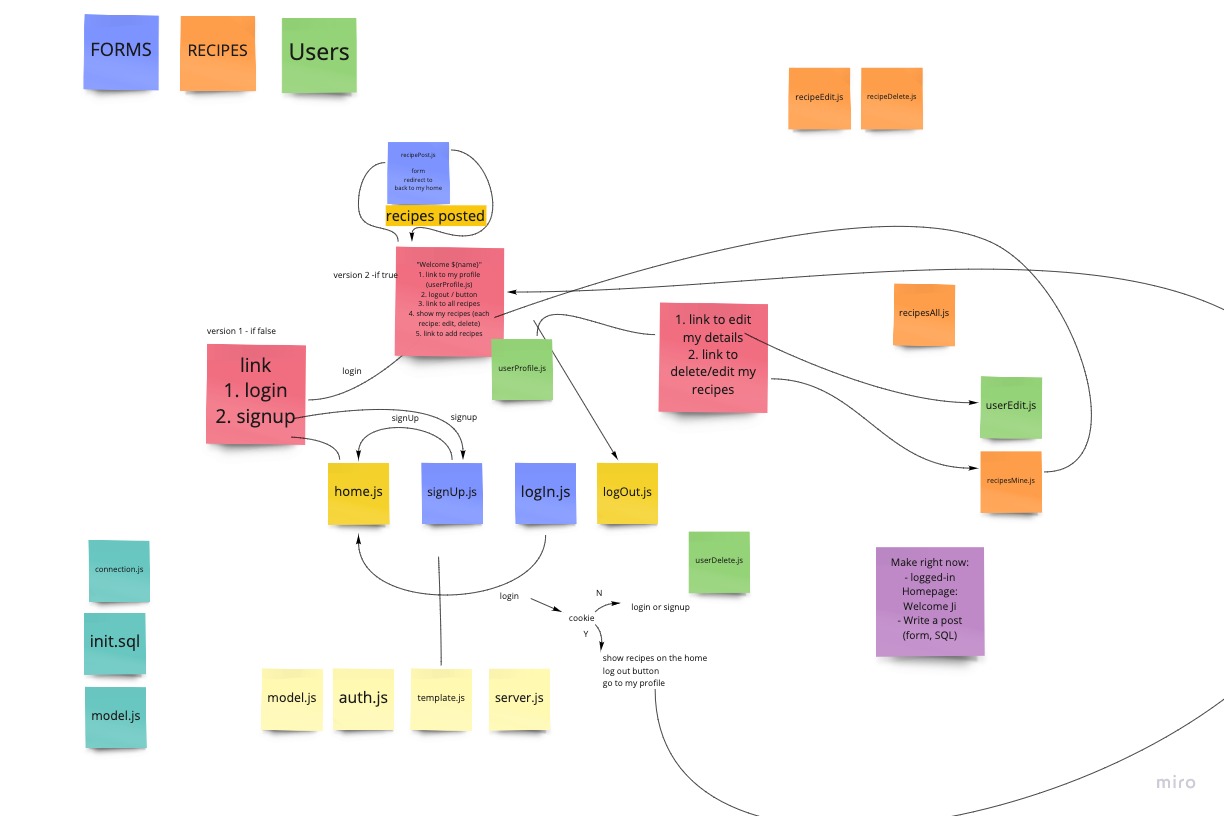 FORMS
RECIPES
Users
recipeEdit.js
recipeDelete.js
recipePost.js
form
redirect to
back to my home
recipes posted
version 2 -if true
"Welcome ${name}"
1. link to my profile
(userProfile.js)
2. logout / button
3. link to all recipes
4. show my recipes (each
recipe: edit, delete)
5. link to add recipes
recipesAll.js
1. link to edit
my details
2. link to
delete/edit my
recipes
version 1 - if false
link
1. login
2. signup
login
userProfile.js
userEdit.js
signUp
signup
home.js
signUp.js
logIn.js
logOut.js
recipesMine.js
connection.js
init.sql
model.js
userDelete.js
Make right now:
- logged-in
Homepage:
Welcome Ji
- Write a post
(form, SQL)
login
cookie
N
login or signup
Y
show recipes on the home
log out button
go to my profile
model.js
auth.js
template.js
server.js
miro